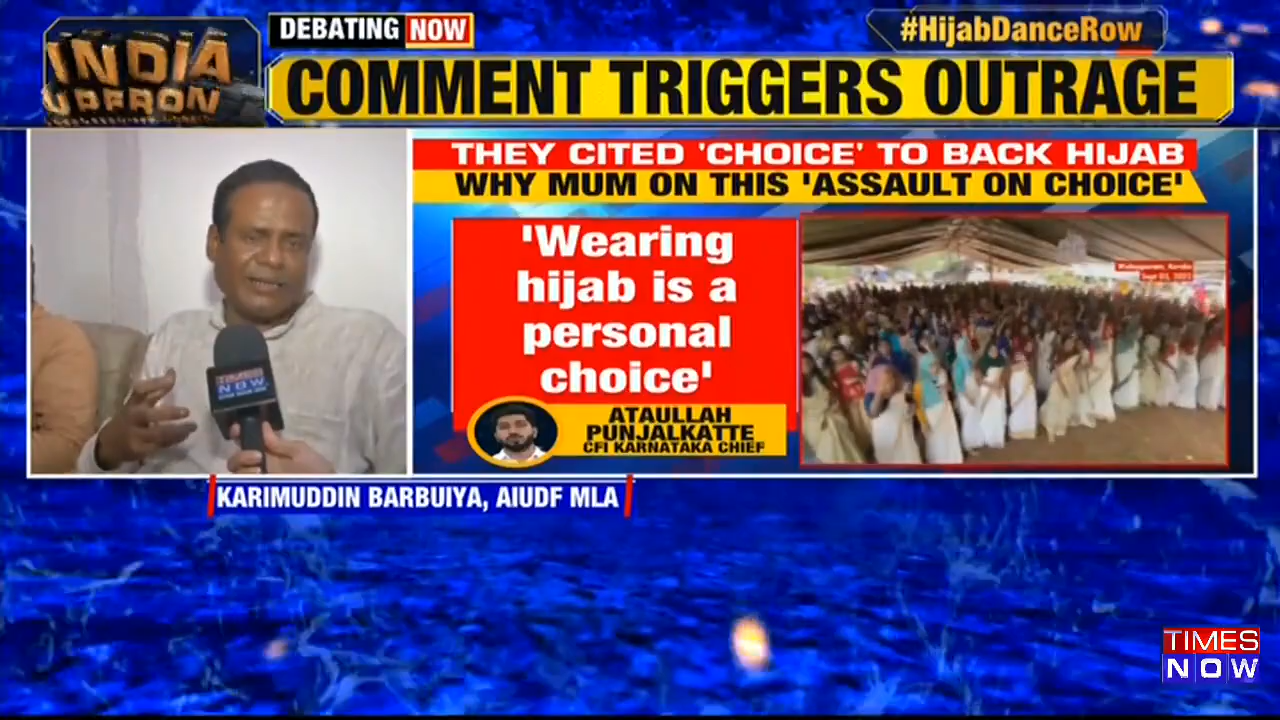 INDIA
UPFRONT
DEBATING NOW
#HijabDanceRow
COMMENT TRIGGERS OUTRAGE
THEY CITED 'CHOICE' TO BACK HIJAB
WHY MUM ON THIS 'ASSAULT ON CHOICE'
'Wearing
hijab is a
personal
choice'
ATAULLAH
PUNJALKATTE
CFI KARNATAKA CHIEF
TIMES
NOW
KARIMUDDIN BARBUIYA, AIUDF MLA
TIMES
NOW